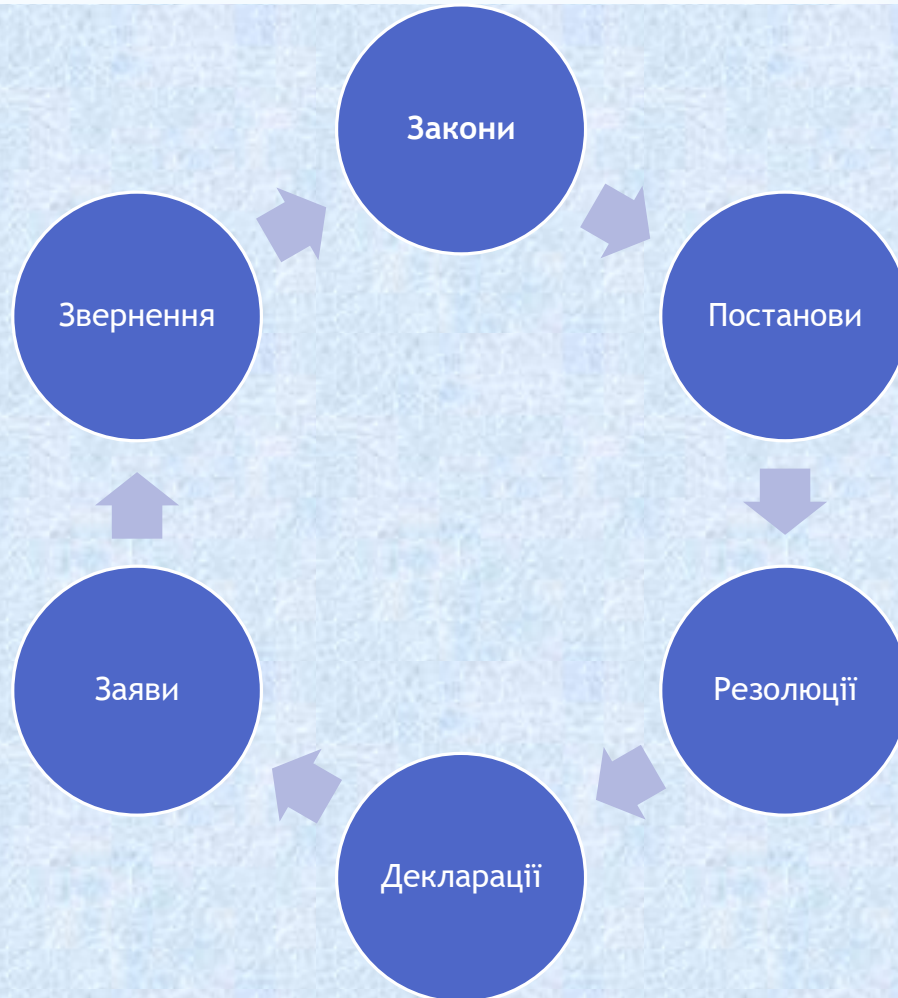 Закони
Постанови
Резолюції
Декларації
Заяви
Звернення